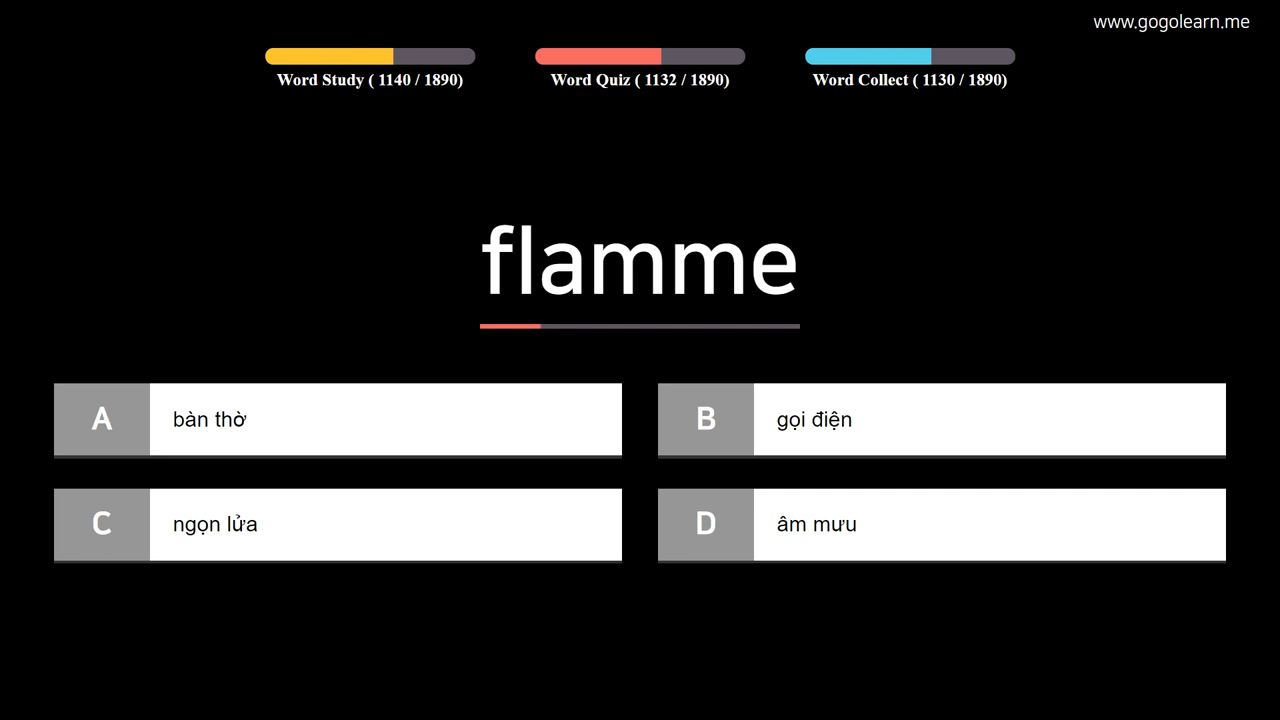 www.gogolearn.me
Word Study ( 1140 / 1890)
Word Quiz ( 1132 / 1890)
Word Collect ( 1130 / 1890)
flamme
A bàn thờ
B gọi điện
C ngọn lửa
D âm mưu